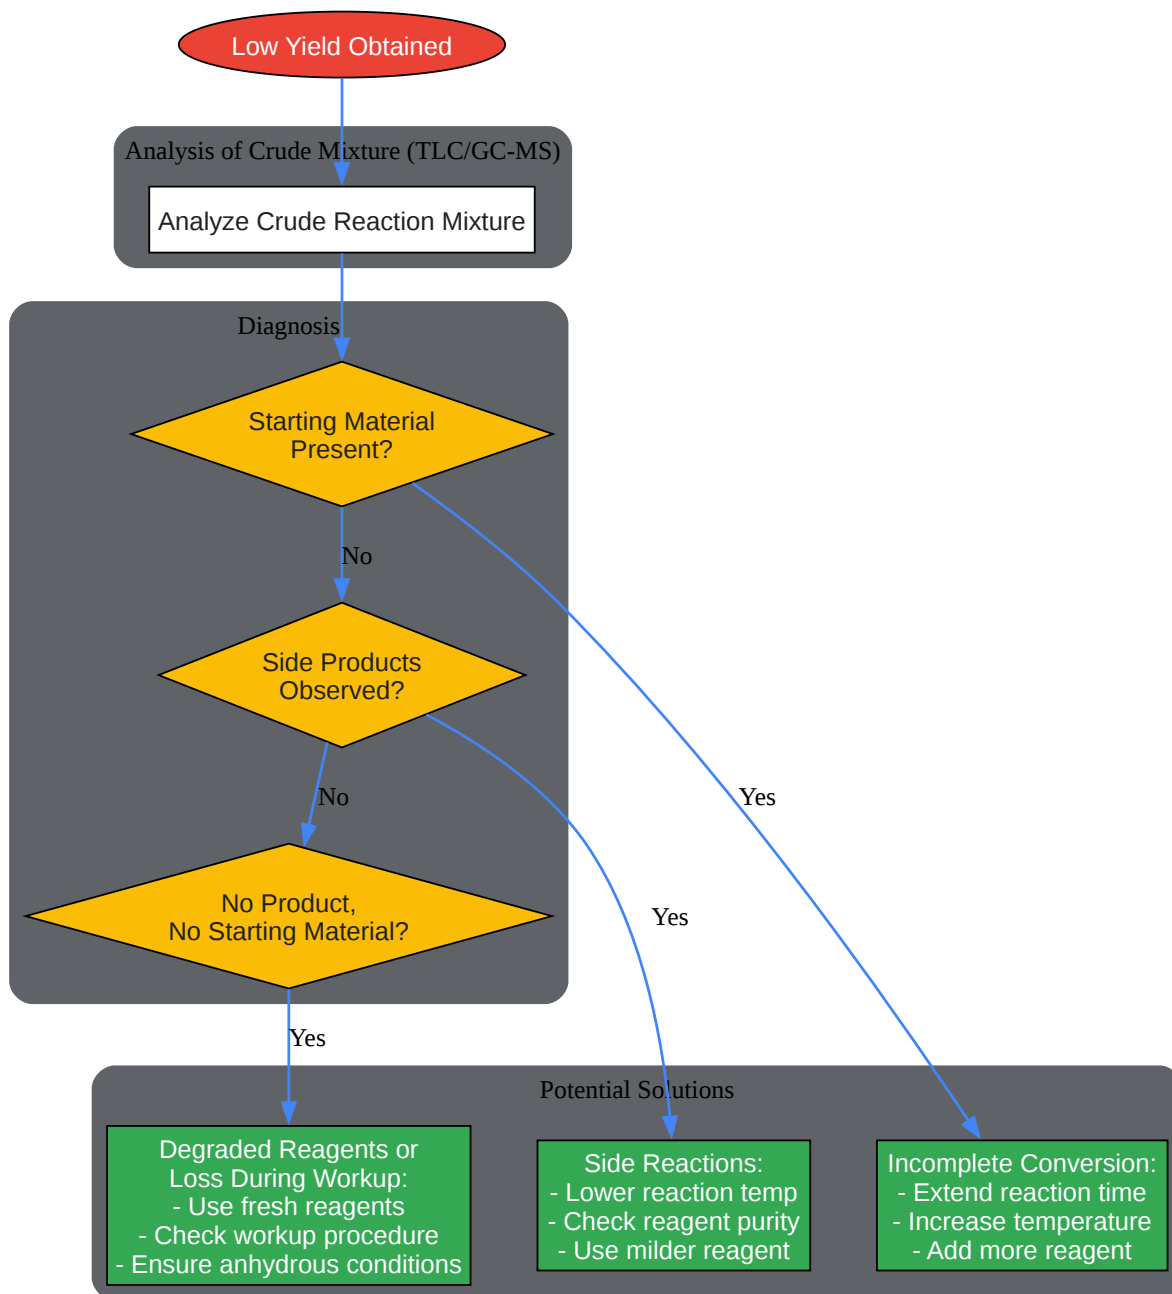 Low Yield Obtained
Analysis of Crude Mixture (TLC/GC-MS)
Analyze Crude Reaction Mixture
Diagnosis
Starting Material
Present?
No
Side Products
Observed?
No
Yes
No Product,
No Starting Material?
Yes
Yes
Potential Solutions
Degraded Reagents or
Loss During Workup:
- Use fresh reagents
- Check workup procedure
- Ensure anhydrous conditions
Side Reactions:
- Lower reaction temp
- Check reagent purity
- Use milder reagent
Incomplete Conversion:
- Extend reaction time
- Increase temperature
- Add more reagent